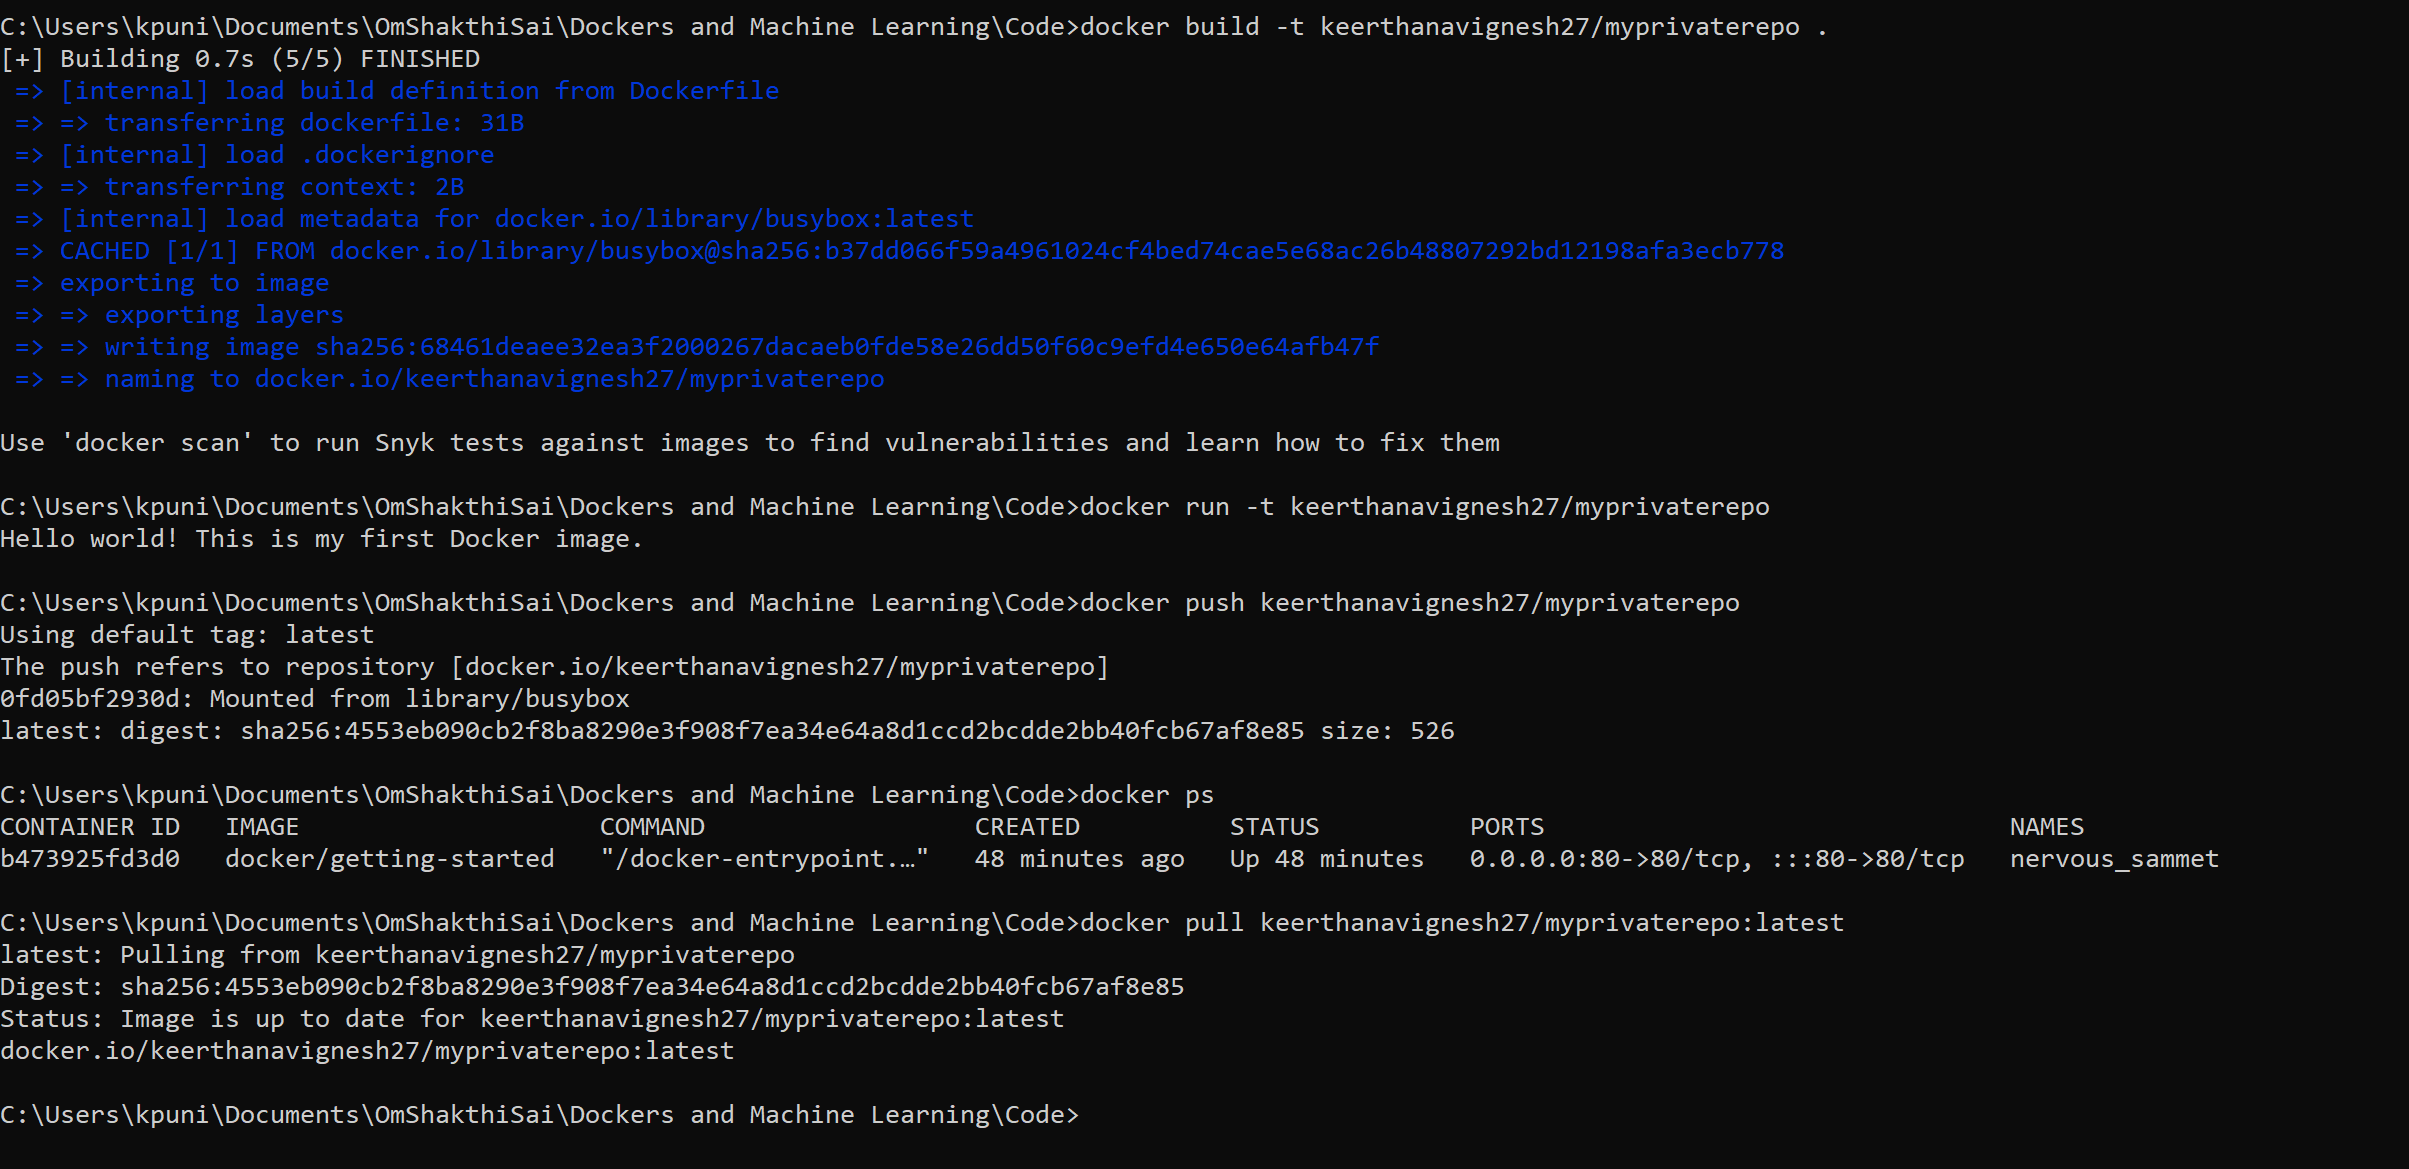 C:\Users\kpuni\Documents\OmShakthiSai\Dockers and Machine Learning\Code>docker build -t keerthanavignesh27/myprivaterepo .
[+] Building 0.7s (5/5) FINISHED
 => [internal] load build definition from Dockerfile
 => => transferring dockerfile: 31B
 => [internal] load .dockerignore
 => => transferring context: 2B
 => [internal] load metadata for docker.io/library/busybox:latest
 => CACHED [1/1] FROM docker.io/library/busybox@sha256:b37dd066f59a4961024cf4bed74cae5e68ac26b48807292bd12198afa3ecb778
 => exporting to image
 => => exporting layers
 => => writing image sha256:68461deaee32ea3f2000267dacaeb0fde58e26dd50f60c9efd4e650e64afb47f
 => => naming to docker.io/keerthanavignesh27/myprivaterepo
Use 'docker scan' to run Snyk tests against images to find vulnerabilities and learn how to fix them
C:\Users\kpuni\Documents\OmShakthiSai\Dockers and Machine Learning\Code>docker run -t keerthanavignesh27/myprivaterepo
Hello world! This is my first Docker image.
C:\Users\kpuni\Documents\OmShakthiSai\Dockers and Machine Learning\Code>docker push keerthanavignesh27/myprivaterepo
Using default tag: latest
The push refers to repository [docker.io/keerthanavignesh27/myprivaterepo]
0fd05bf2930d: Mounted from library/busybox
latest: digest: sha256:4553eb090cb2f8ba8290e3f908f7ea34e64a8d1ccd2bcdde2bb40fcb67af8e85 size: 526
C:\Users\kpuni\Documents\OmShakthiSai\Dockers and Machine Learning\Code>docker ps
CONTAINER ID   IMAGE                    COMMAND                  CREATED          STATUS          PORTS                               NAMES
b473925fd3d0   docker/getting-started   "/docker-entrypoint.…"   48 minutes ago   Up 48 minutes   0.0.0.0:80->80/tcp, :::80->80/tcp   nervous_sammet
C:\Users\kpuni\Documents\OmShakthiSai\Dockers and Machine Learning\Code>docker pull keerthanavignesh27/myprivaterepo:latest
latest: Pulling from keerthanavignesh27/myprivaterepo
Digest: sha256:4553eb090cb2f8ba8290e3f908f7ea34e64a8d1ccd2bcdde2bb40fcb67af8e85
Status: Image is up to date for keerthanavignesh27/myprivaterepo:latest
docker.io/keerthanavignesh27/myprivaterepo:latest
C:\Users\kpuni\Documents\OmShakthiSai\Dockers and Machine Learning\Code>